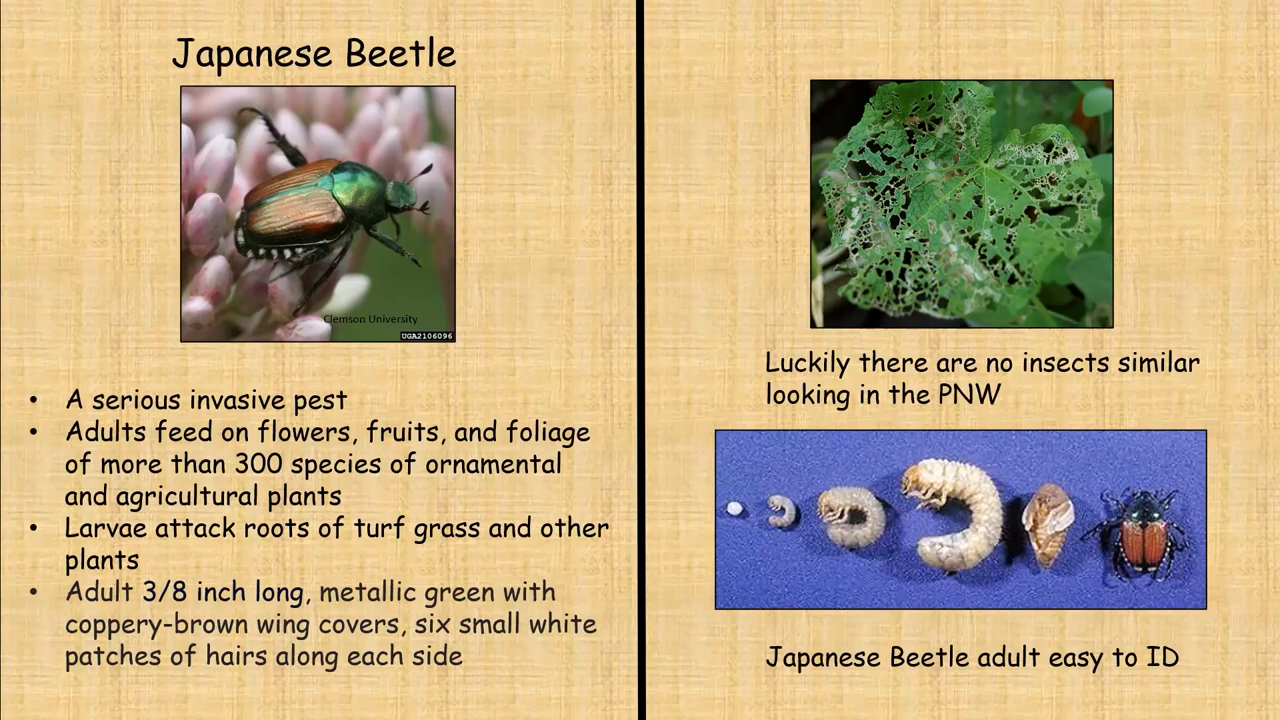 Japanese Beetle
Clemson University
UGA2106096
• A serious invasive pest
• Adults feed on flowers, fruits, and foliage
of more than 300 species of ornamental
and agricultural plants
• Larvae attack roots of turf grass and other
plants
• Adult 3/8 inch long, metallic green with
coppery-brown wing covers, six small white
patches of hairs along each side
Luckily there are no insects similar
looking in the PNW
Japanese Beetle adult easy to ID